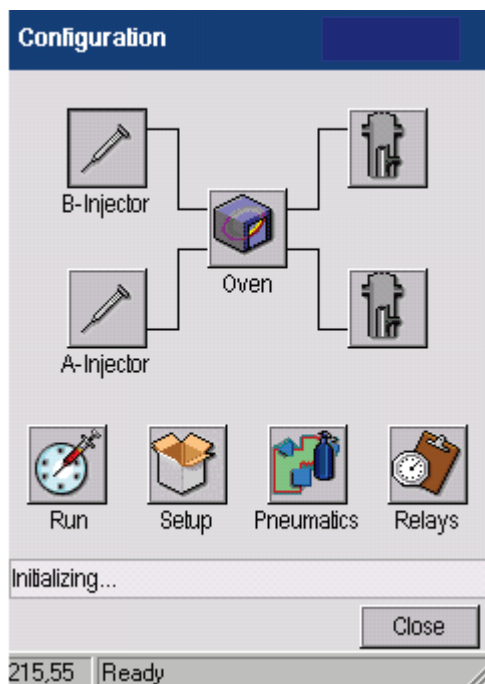 Configuration
B-Injector
Oven
A-Injector
Run Setup Pneumatics Relays
Initializing...
Close
215,55 Ready